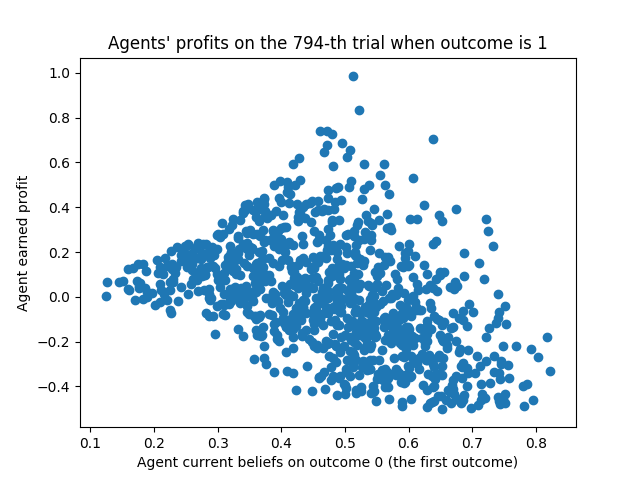 Agents' profits on the 794-th trial when outcome is 1
1.0
0.8
0.6
0.4
0.2
0.0
−0.2
−0.4
Agent earned profit
0.1 0.2 0.3 0.4 0.5 0.6 0.7 0.8
Agent current beliefs on outcome 0 (the first outcome)